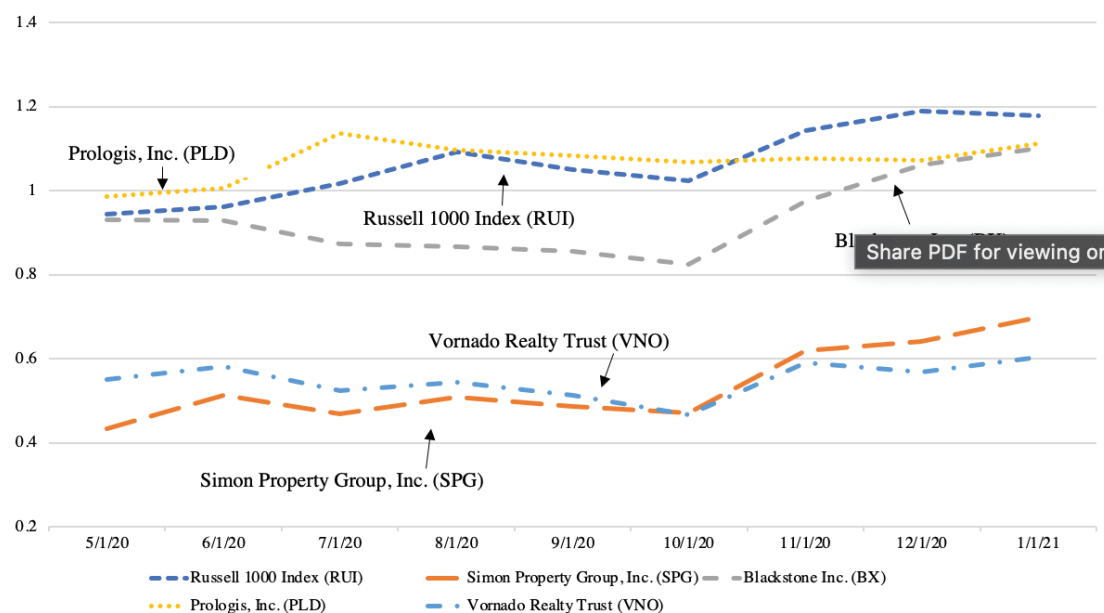 1.4
1.2
Prologis, Inc. (PLD)
1
Russell 1000 Index (RUI)
Share PDF for viewing or
0.8
Vornado Realty Trust (VNO)
0.6
0.4
Simon Property Group, Inc. (SPG)
0.2
5/1/20 6/1/20 7/1/20 8/1/20 9/1/20 10/1/20 11/1/20 12/1/20 1/1/21
Russell 1000 Index (RUI) Simon Property Group, Inc. (SPG) Blackstone Inc. (BX)
Prologis, Inc. (PLD) Vornado Realty Trust (VNO)